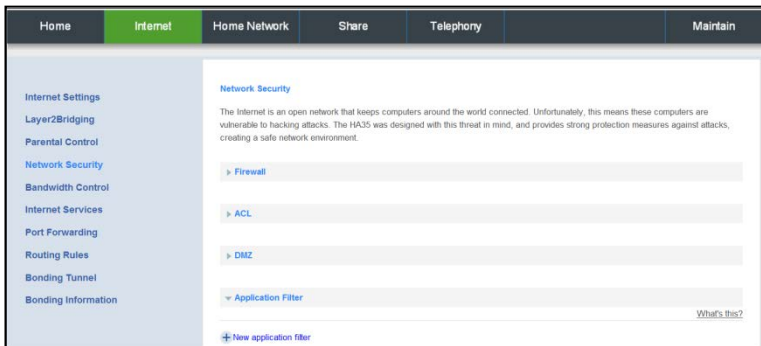 Home Internet Home Network Share Telephony Maintain
Internet Settings
Layer2Bridging
Parental Control
Network Security
Bandwidth Control
Internet Services
Port Forwarding
Routing Rules
Bonding Tunnel
Bonding Information
Network Security
The Internet is an open network that keeps computers around the world connected. Unfortunately, this means these computers are
vulnerable to hacking attacks. The HA35 was designed with this threat in mind, and provides strong protection measures against attacks,
creating a safe network environment.
Firewall
ACL
DMZ
Application Filter
What's this?
New application filter